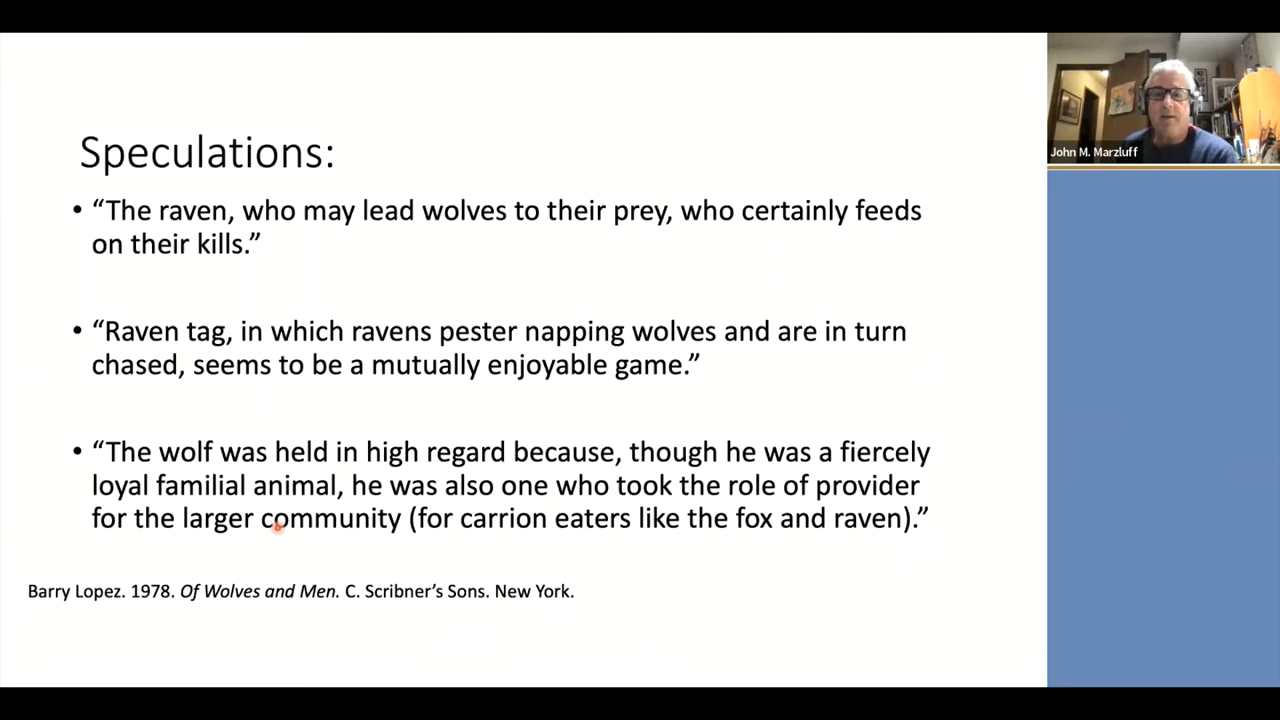 Speculations:
• “The raven, who may lead wolves to their prey, who certainly feeds
on their kills.”
• “Raven tag, in which ravens pester napping wolves and are in turn
chased, seems to be a mutually enjoyable game.”
• “The wolf was held in high regard because, though he was a fiercely
loyal familial animal, he was also one who took the role of provider
for the larger community (for carrion eaters like the fox and raven).”
Barry Lopez. 1978. Of Wolves and Men. C. Scribner’s Sons. New York.
John M. Marzluff